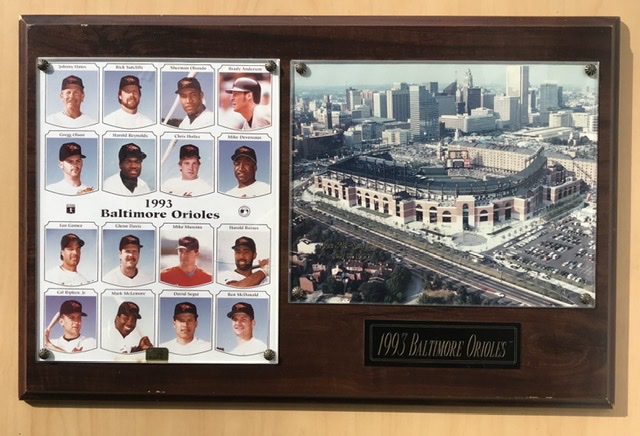 Johnny Oates Rick Sutcliffe Sherman Obando Brady Anderson
Gregg Olson Harold Reynolds Chris Hoiles Mike Devereaux
1993
Baltimore Orioles
Leo Gomez Glenn Davis Mike Mussina Harold Baines
Cal Ripken Jr. Mark McLemore David Segui Ben McDonald
1993 BALTIMORE ORIOLES